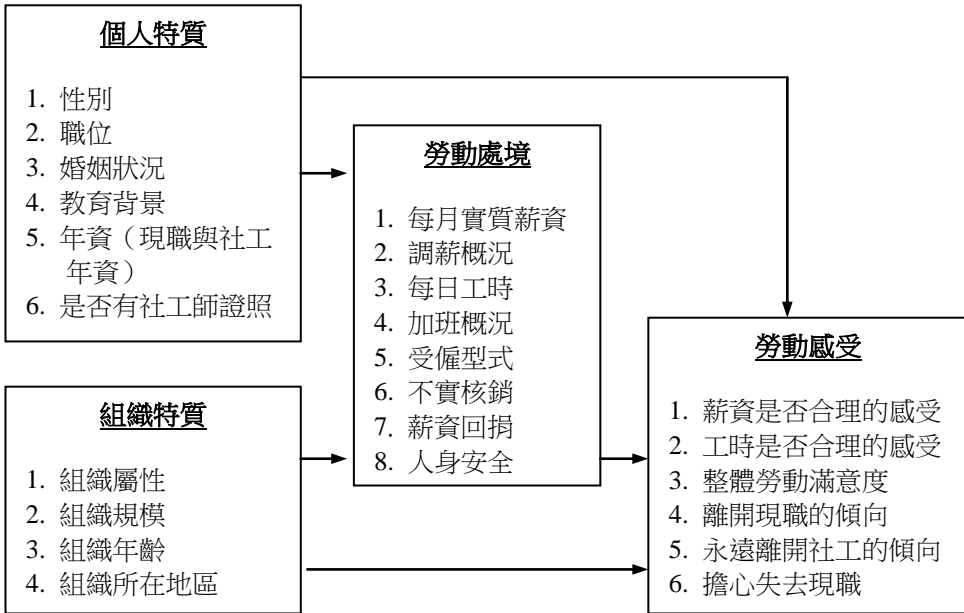 個人特質
1. 性別
2. 職位
3. 婚姻狀況
4. 教育背景
5. 年資（現職與社工
年資）
6. 是否有社工師證照
組織特質
1. 組織屬性
2. 組織規模
3. 組織年齡
4. 組織所在地區
勞動處境
1. 每月實質薪資
2. 調薪概況
3. 每日工時
4. 加班概況
5. 受僱型式
6. 不實核銷
7. 薪資回捐
8. 人身安全
勞動感受
1. 薪資是否合理的感受
2. 工時是否合理的感受
3. 整體勞動滿意度
4. 離開現職的傾向
5. 永遠離開社工的傾向
6. 擔心失去現職